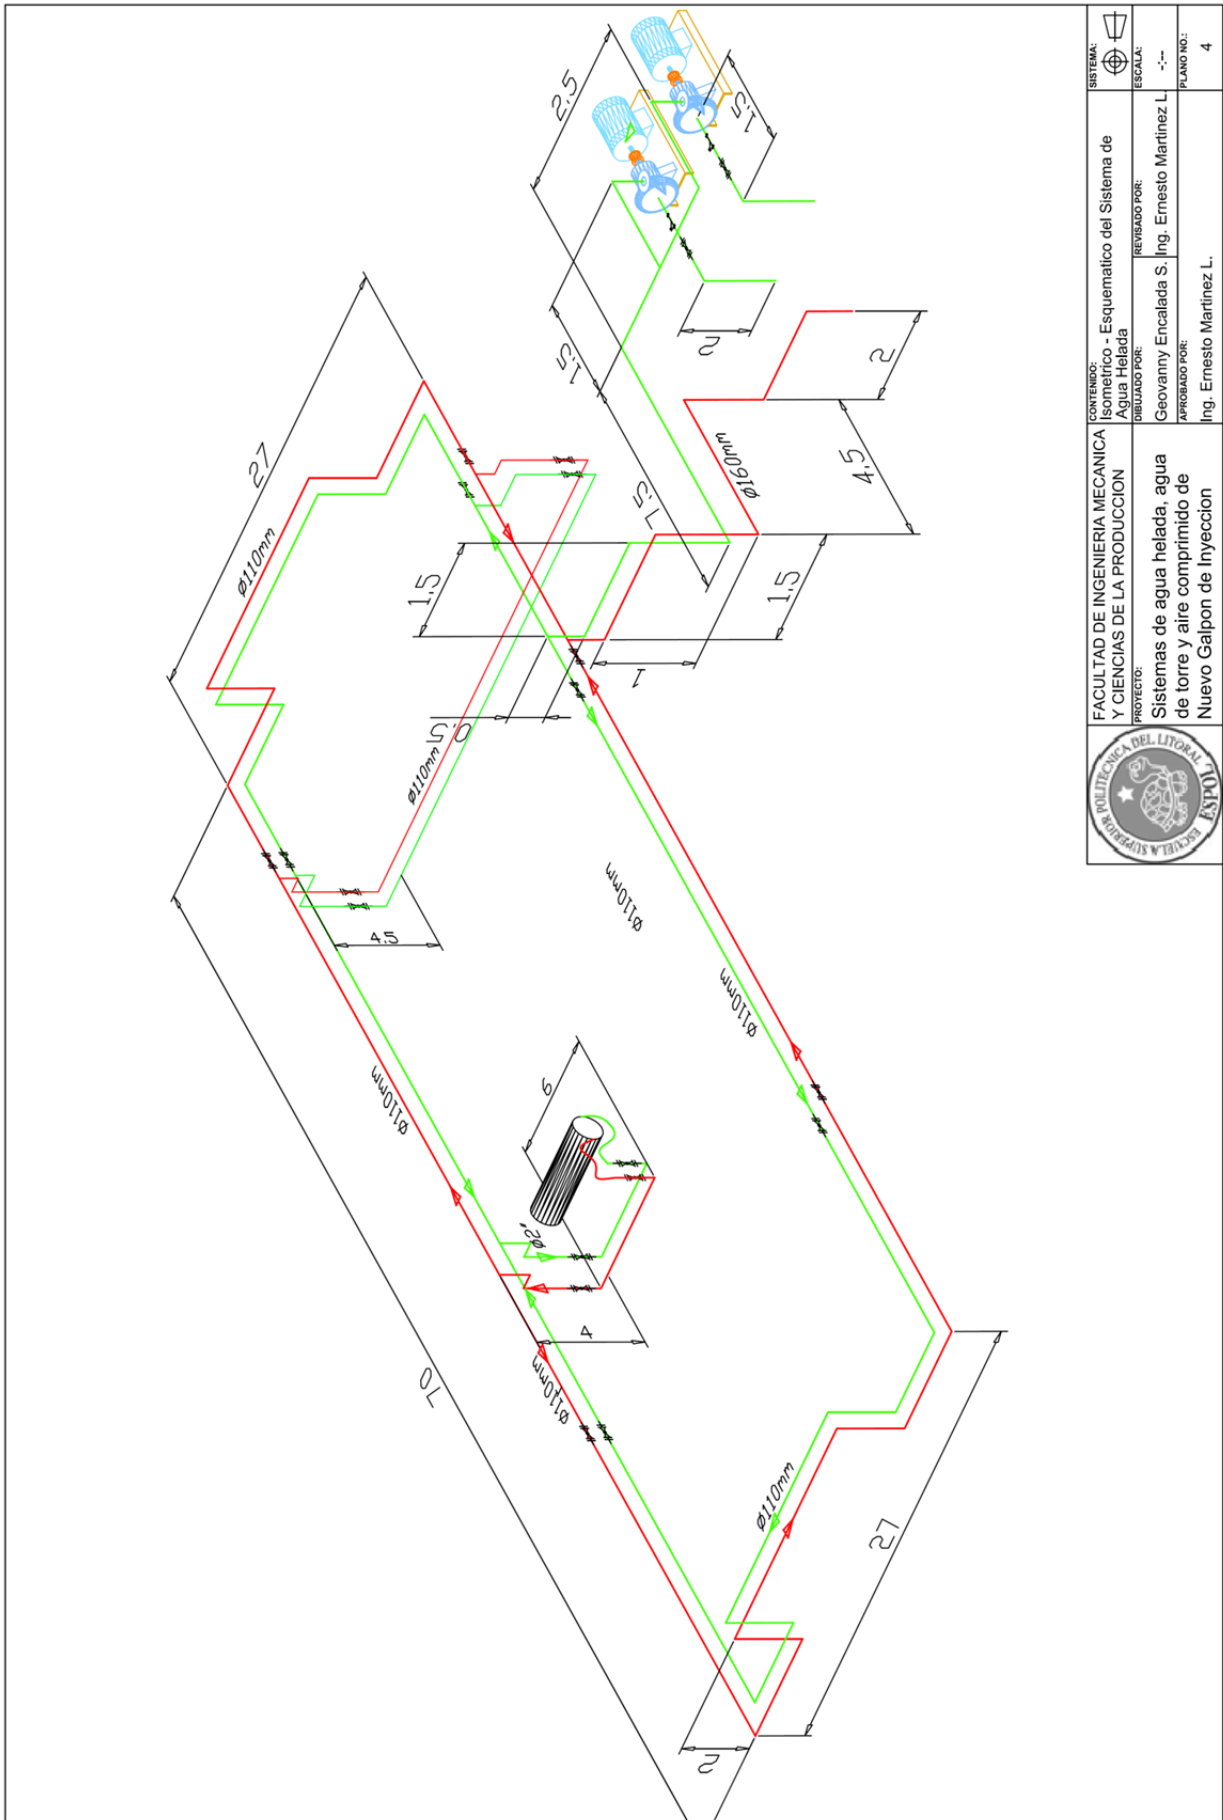 2.5
1.5
27
Ø110mm
2
1.5
2
7.5
Ø160mm
4.5
1.5
1.5
1
0.5
Ø110mm
Ø110mm
4.5
Ø110mm
Ø110mm
6
Ø2"
4
Ø110mm
70
Ø110mm
27
2
FACULTAD DE INGENIERIA MECANICA
Y CIENCIAS DE LA PRODUCCION
PROYECTO:
Sistemas de agua helada, agua
de torre y aire comprimido de
Nuevo Galpon de Inyeccion
CONTENIDO:
Isometrico - Esquematico del Sistema de
Agua Helada
DIBUJADO POR:
Geovanny Encalada S.
REVISADO POR:
Ing. Ernesto Martinez L.
APROBADO POR:
Ing. Ernesto Martinez L.
SISTEMA:
ESCALA:
-:--
PLANO NO.:
4
ESCUELA SUPERIOR POLITECNICA DEL LITORAL
ESPOL